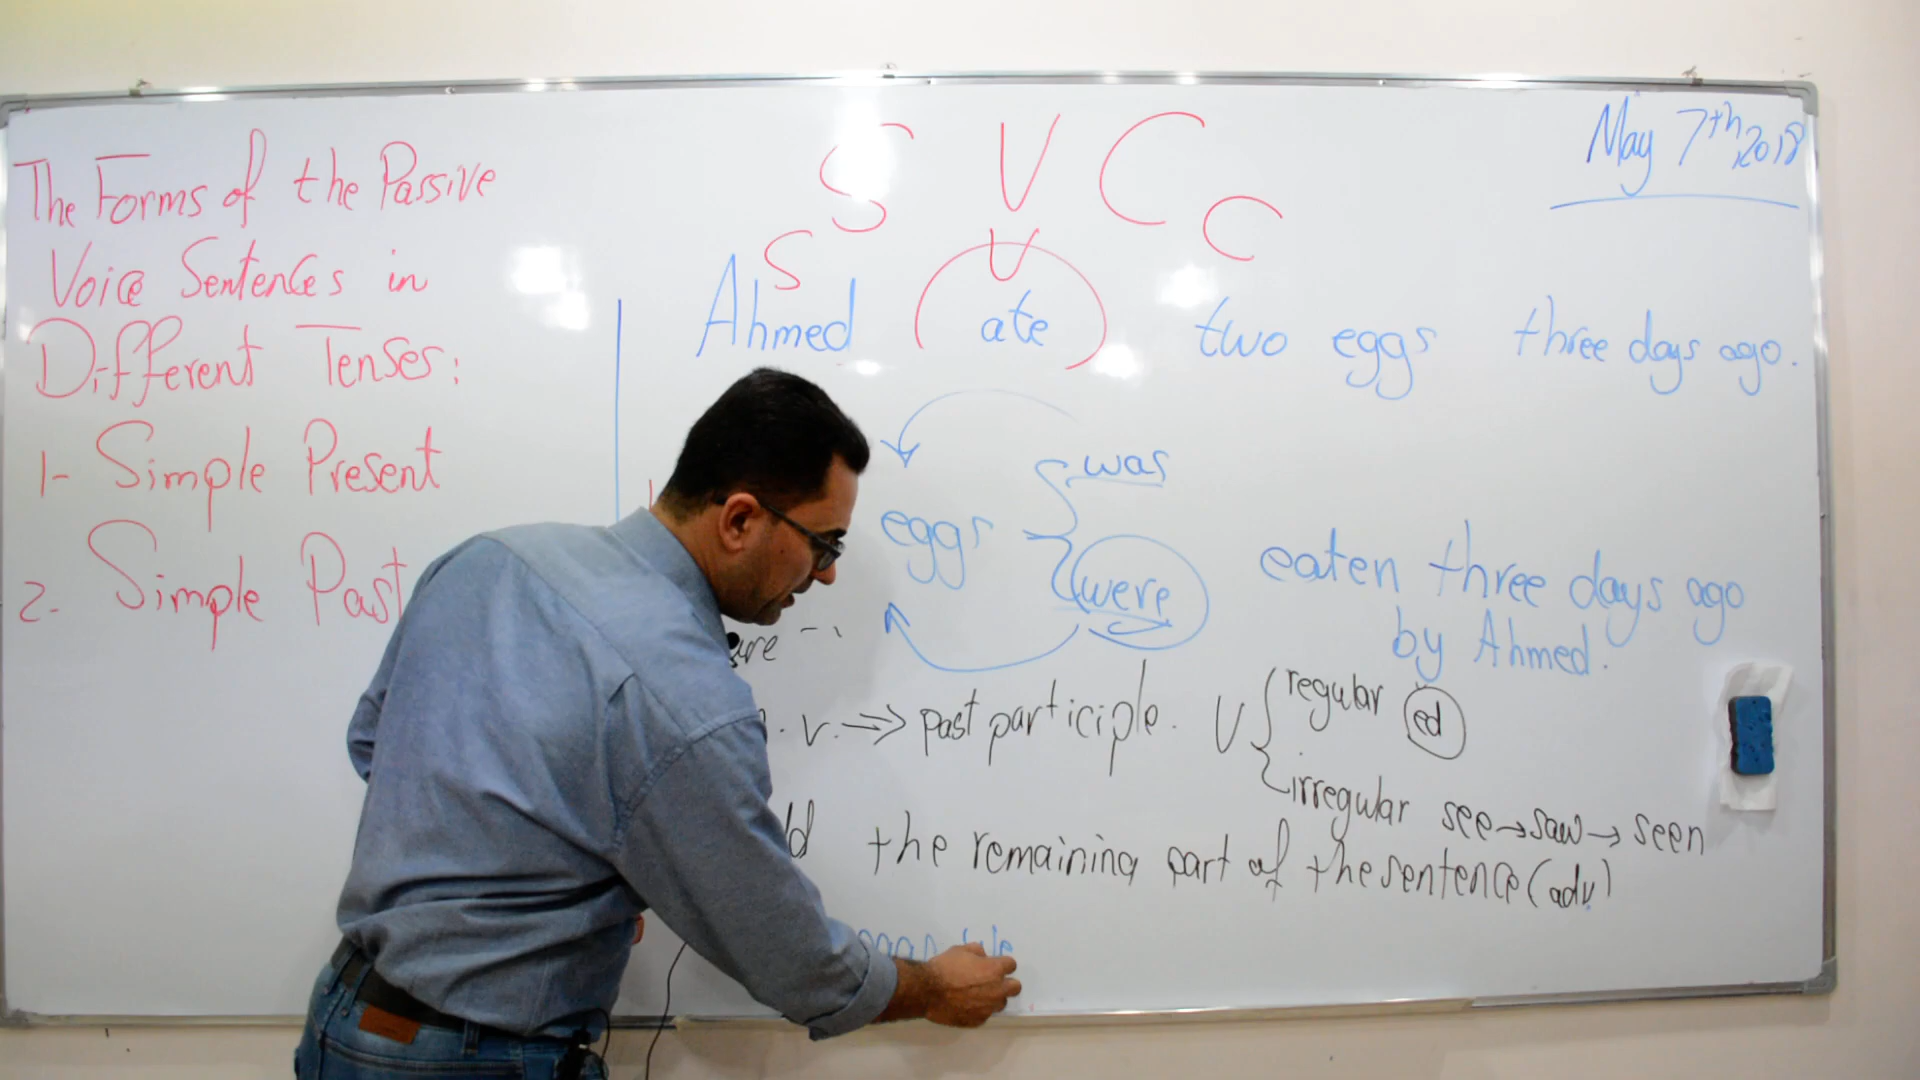 The Forms of the Passive
Voice Sentences in
Different Tenses:
1- Simple Present
2- Simple Past
May 7th, 2018
S V C C
S V
Ahmed ate two eggs three days ago.
eggs was
were eaten three days ago
by Ahmed.
v. ⇒ past participle. V regular ed
irregular see → saw → seen
the remaining part of the sentence (adv)